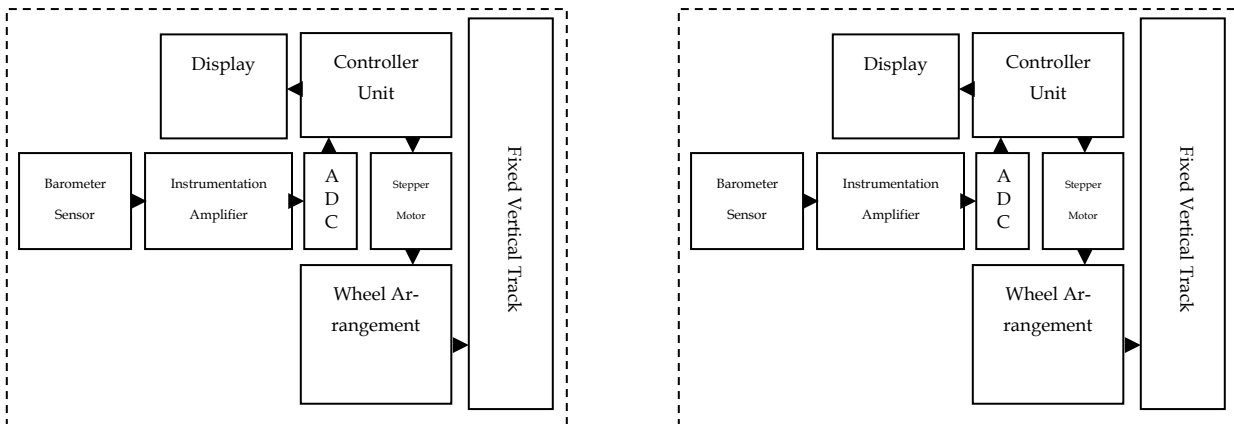 Display
Controller
Unit
Barometer
Sensor
Instrumentation
Amplifier
A
D
C
Stepper
Motor
Wheel Ar-
rangement
Fixed Vertical Track
Display
Controller
Unit
Barometer
Sensor
Instrumentation
Amplifier
A
D
C
Stepper
Motor
Wheel Ar-
rangement
Fixed Vertical Track